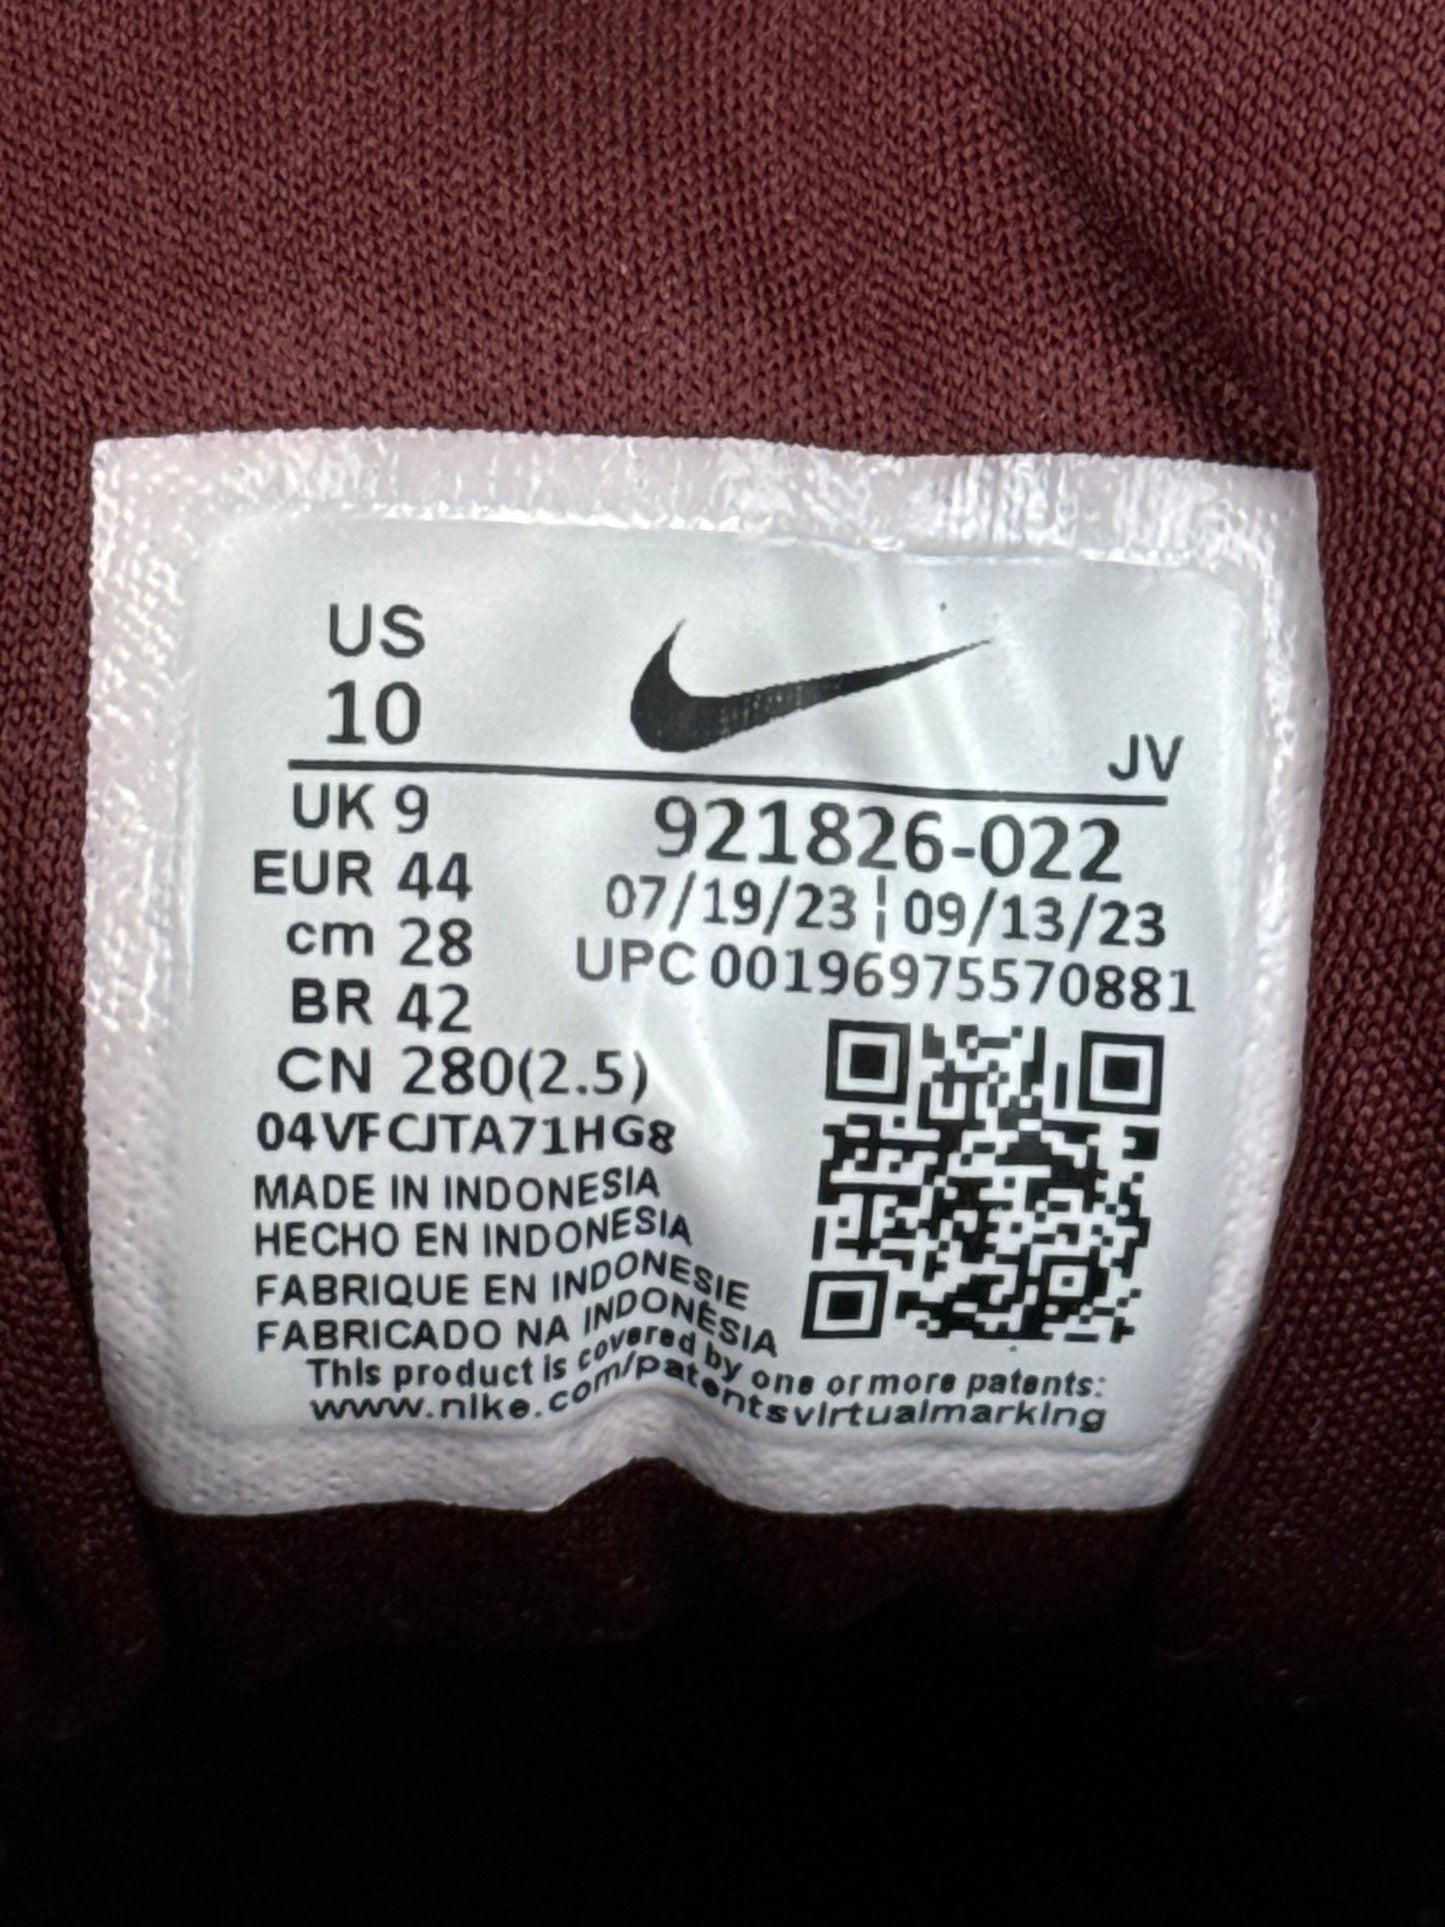 US
10
JV
UK 9
EUR 44
cm 28
BR 42
CN 280(2.5)
921826-022
07/19/23 | 09/13/23
UPC 00196975570881
04VFCJTA71HG8
MADE IN INDONESIA
HECHO EN INDONESIA
FABRIQUE EN INDONESIE
FABRICADO NA INDONÉSIA
This product is covered by one or more patents:
www.nike.com/patentsvirtualmarking